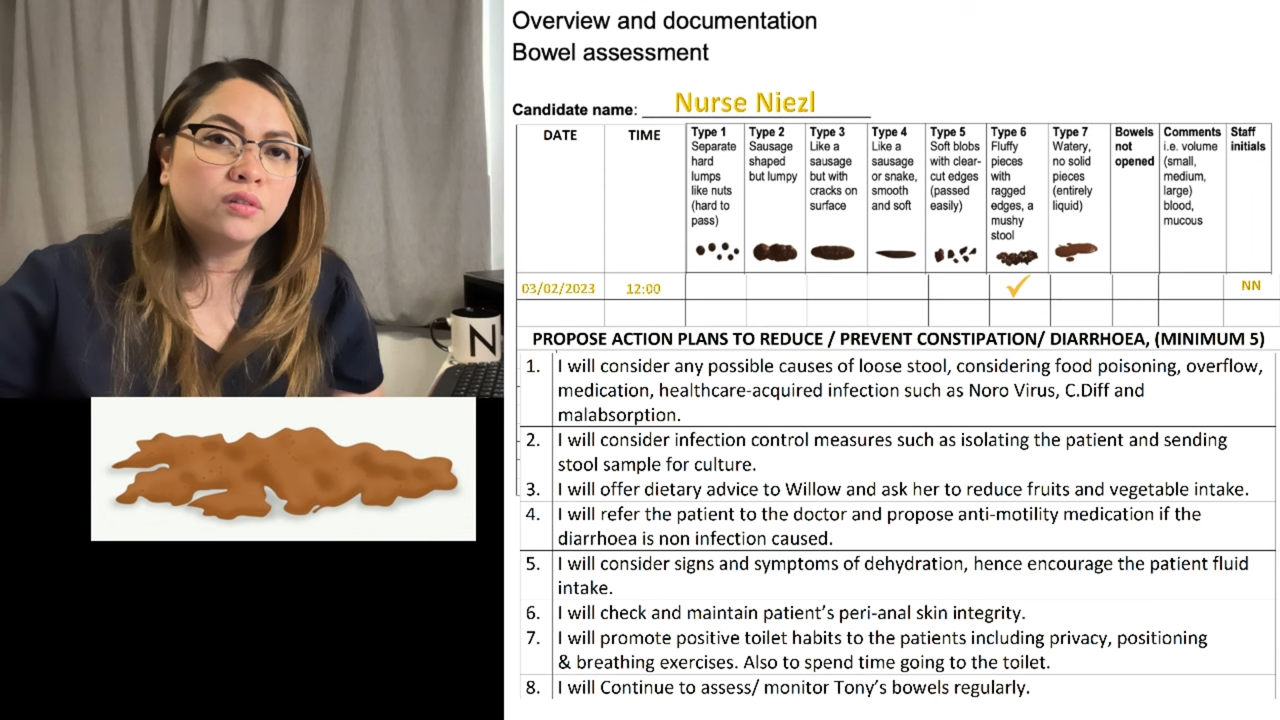 Overview and documentation
Bowel assessment
Candidate name: Nurse Niezl
DATE
TIME
Type 1
Separate
hard
lumps
like nuts
(hard to
pass)
Type 2
Sausage
shaped
but lumpy
Type 3
Like a
sausage
but with
cracks on
surface
Type 4
Like a
sausage
or snake,
smooth
and soft
Type 5
Soft blobs
with clear-
cut edges
(passed
easily)
Type 6
Fluffy
pieces
with
ragged
edges, a
mushy
stool
Type 7
Watery,
no solid
pieces
(entirely
liquid)
Bowels
not
opened
Comments
i.e. volume
(small,
medium,
large)
blood,
mucous
Staff
initials
03/02/2023 12:00 ✓ NN
PROPOSE ACTION PLANS TO REDUCE / PREVENT CONSTIPATION/ DIARRHOEA, (MINIMUM 5)
1. I will consider any possible causes of loose stool, considering food poisoning, overflow,
medication, healthcare-acquired infection such as Noro Virus, C.Diff and
malabsorption.
2. I will consider infection control measures such as isolating the patient and sending
stool sample for culture.
3. I will offer dietary advice to Willow and ask her to reduce fruits and vegetable intake.
4. I will refer the patient to the doctor and propose anti-motility medication if the
diarrhoea is non infection caused.
5. I will consider signs and symptoms of dehydration, hence encourage the patient fluid
intake.
6. I will check and maintain patient's peri-anal skin integrity.
7. I will promote positive toilet habits to the patients including privacy, positioning
& breathing exercises. Also to spend time going to the toilet.
8. I will Continue to assess/ monitor Tony's bowels regularly.
N